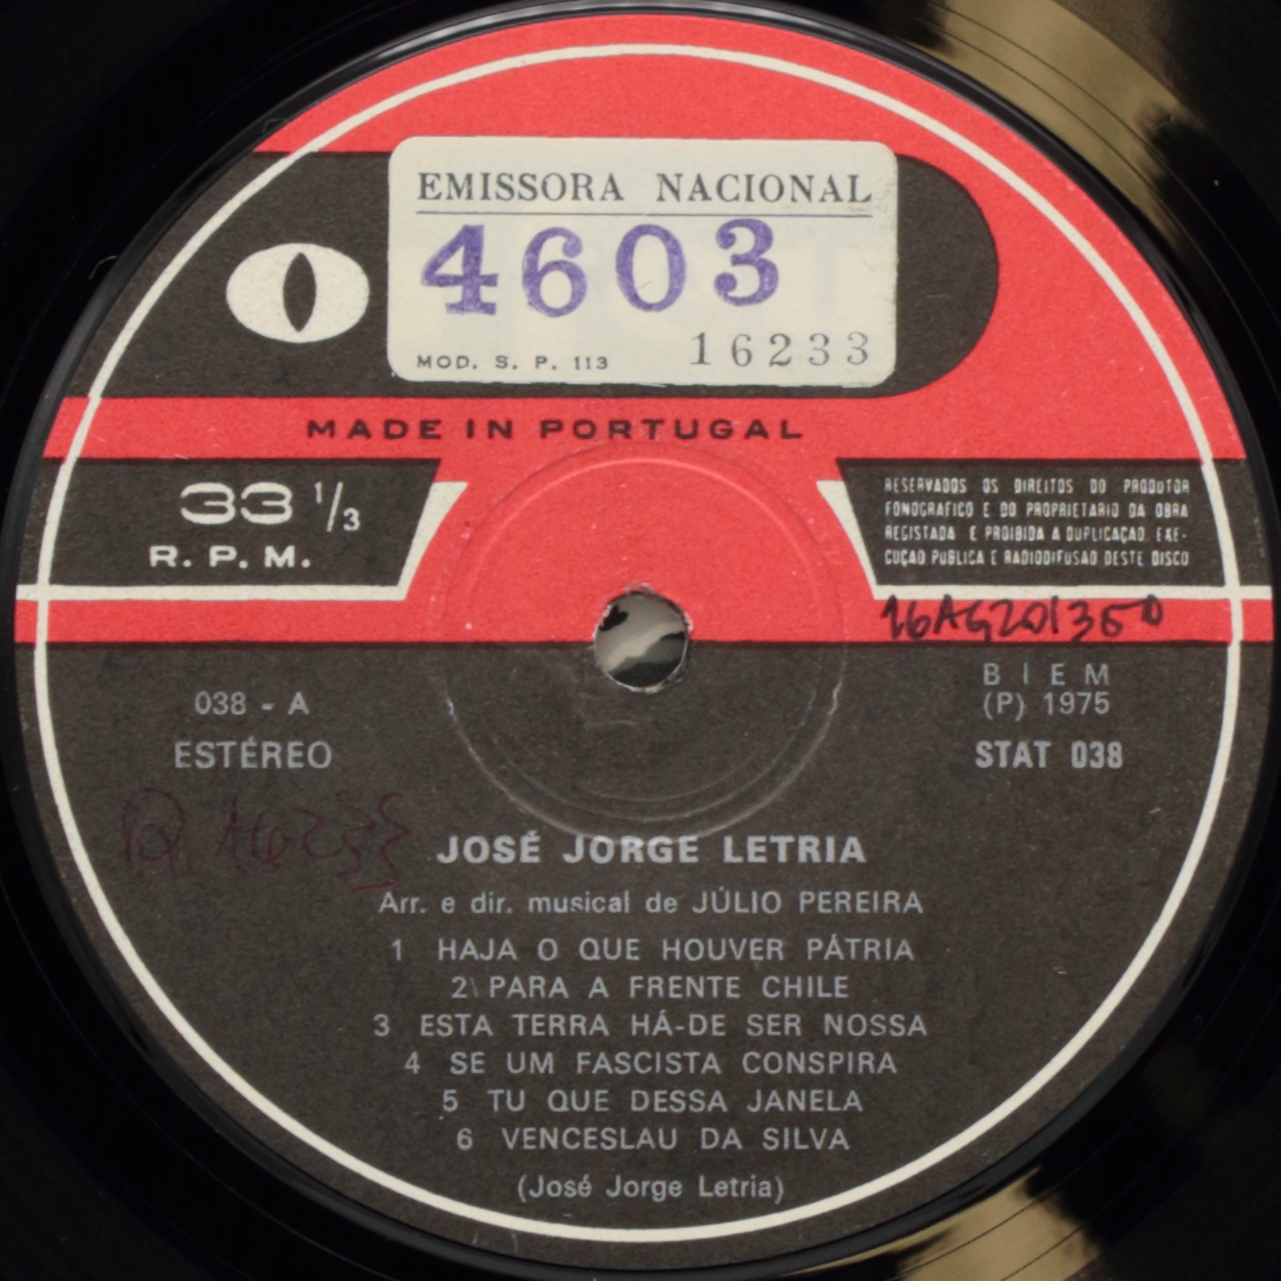 EMISSORA NACIONAL
4603
MOD. S. P. 113 16233
MADE IN PORTUGAL
33 1/3
R. P. M.
RESERVADOS OS DIREITOS DO PRODUTOR
FONOGRAFICO E DO PROPRIETARIO DA OBRA
REGISTADA E PROIBIDA A DUPLICAÇAO, EXE-
CUÇAO PUBLICA E RADIODIFUSAO DESTE DISCO
038 - A
ESTÉREO
B I E M
(P) 1975
STAT 038
JOSÉ JORGE LETRIA
Arr. e dir. musical de JÚLIO PEREIRA
1 HAJA O QUE HOUVER PÁTRIA
2 PARA A FRENTE CHILE
3 ESTA TERRA HÁ-DE SER NOSSA
4 SE UM FASCISTA CONSPIRA
5 TU QUE DESSA JANELA
6 VENCESLAU DA SILVA
(José Jorge Letria)